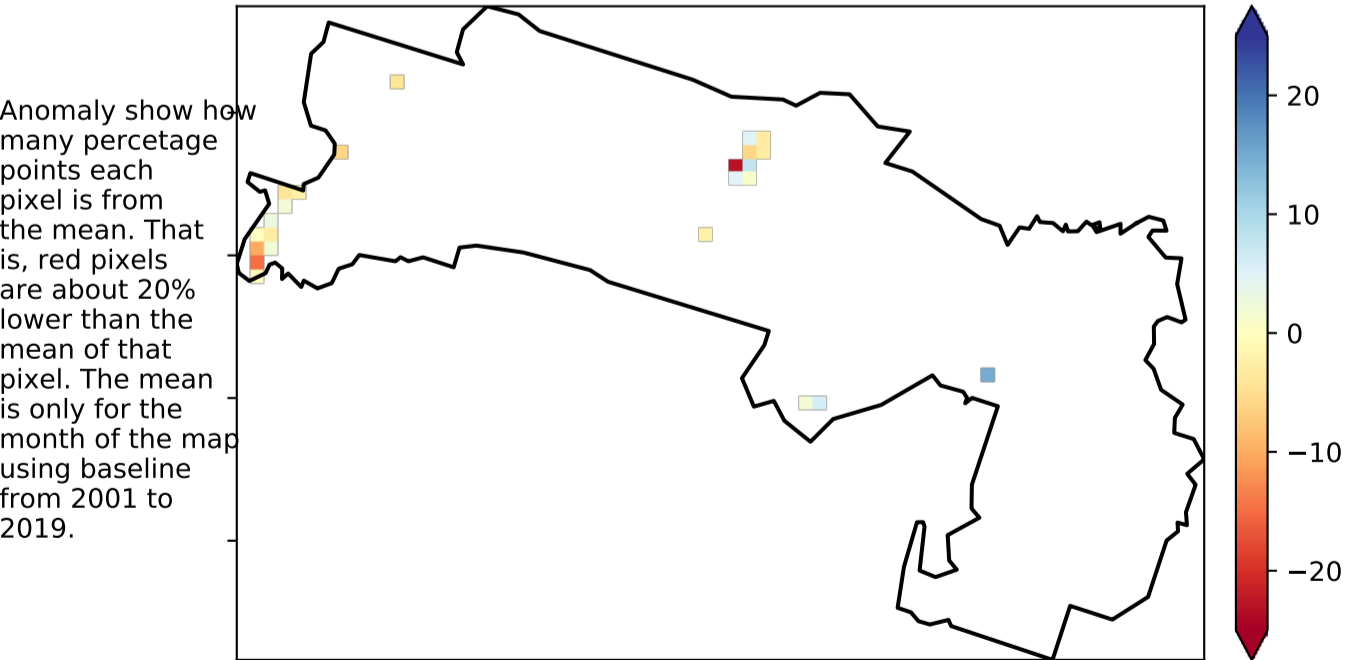 Anomaly show how
many percetage
points each
pixel is from
the mean. That
is, red pixels
are about 20%
lower than the
mean of that
pixel. The mean
is only for the
month of the map
using baseline
from 2001 to
2019.
20
10
0
−10
−20